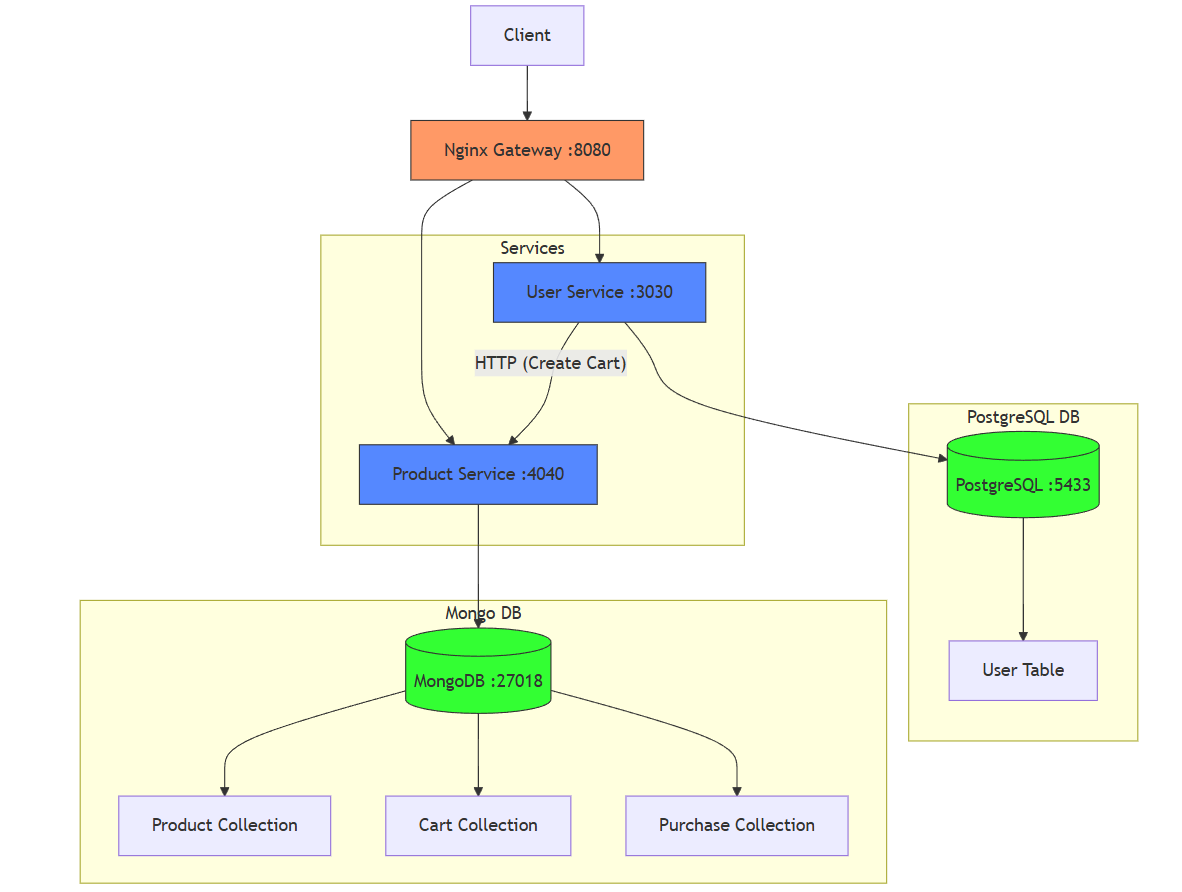 Client
Nginx Gateway :8080
Services
User Service :3030
HTTP (Create Cart)
Product Service :4040
PostgreSQL DB
PostgreSQL :5433
User Table
Mongo DB
MongoDB :27018
Product Collection
Cart Collection
Purchase Collection